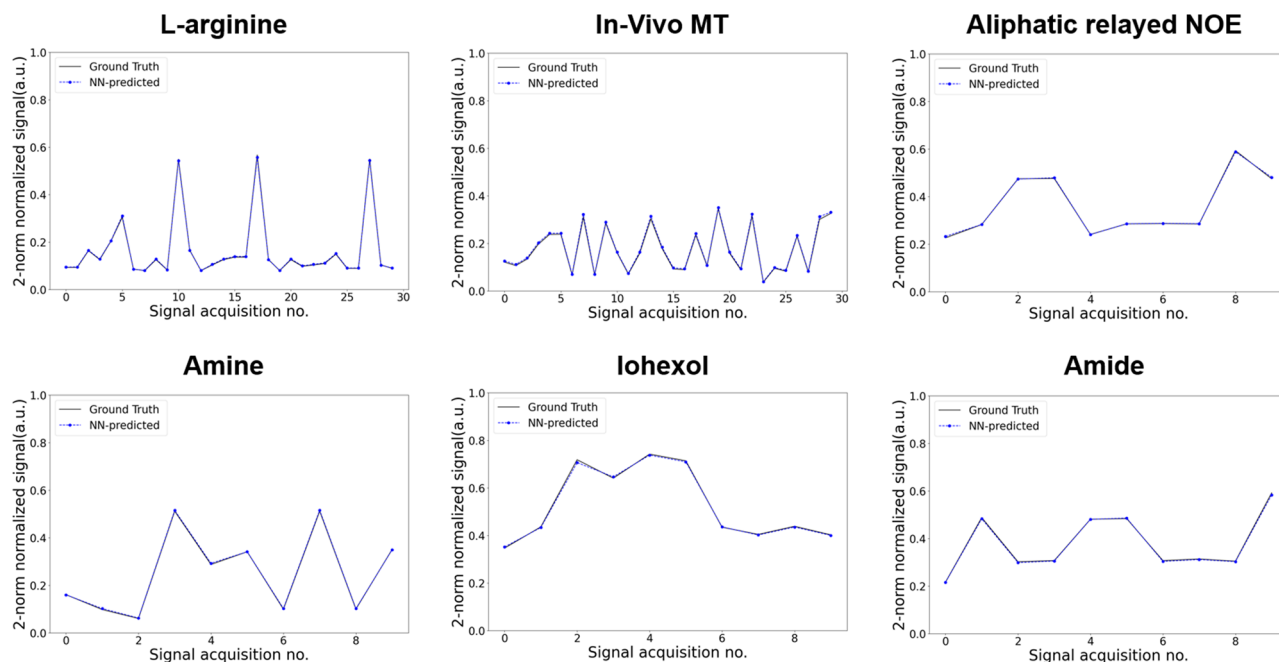 L-arginine
1.0
0.8
0.6
0.4
0.2
0.0
2-norm normalized signal(a.u.)
Ground Truth
NN-predicted
0 5 10 15 20 25 30
Signal acquisition no.
In-Vivo MT
1.0
0.8
0.6
0.4
0.2
0.0
2-norm normalized signal(a.u.)
Ground Truth
NN-predicted
0 5 10 15 20 25 30
Signal acquisition no.
Aliphatic relayed NOE
1.0
0.8
0.6
0.4
0.2
0.0
2-norm normalized signal(a.u.)
Ground Truth
NN-predicted
0 2 4 6 8
Signal acquisition no.
Amine
1.0
0.8
0.6
0.4
0.2
0.0
2-norm normalized signal(a.u.)
Ground Truth
NN-predicted
0 2 4 6 8
Signal acquisition no.
Iohexol
1.0
0.8
0.6
0.4
0.2
0.0
2-norm normalized signal(a.u.)
Ground Truth
NN-predicted
0 2 4 6 8
Signal acquisition no.
Amide
1.0
0.8
0.6
0.4
0.2
0.0
2-norm normalized signal(a.u.)
Ground Truth
NN-predicted
0 2 4 6 8
Signal acquisition no.